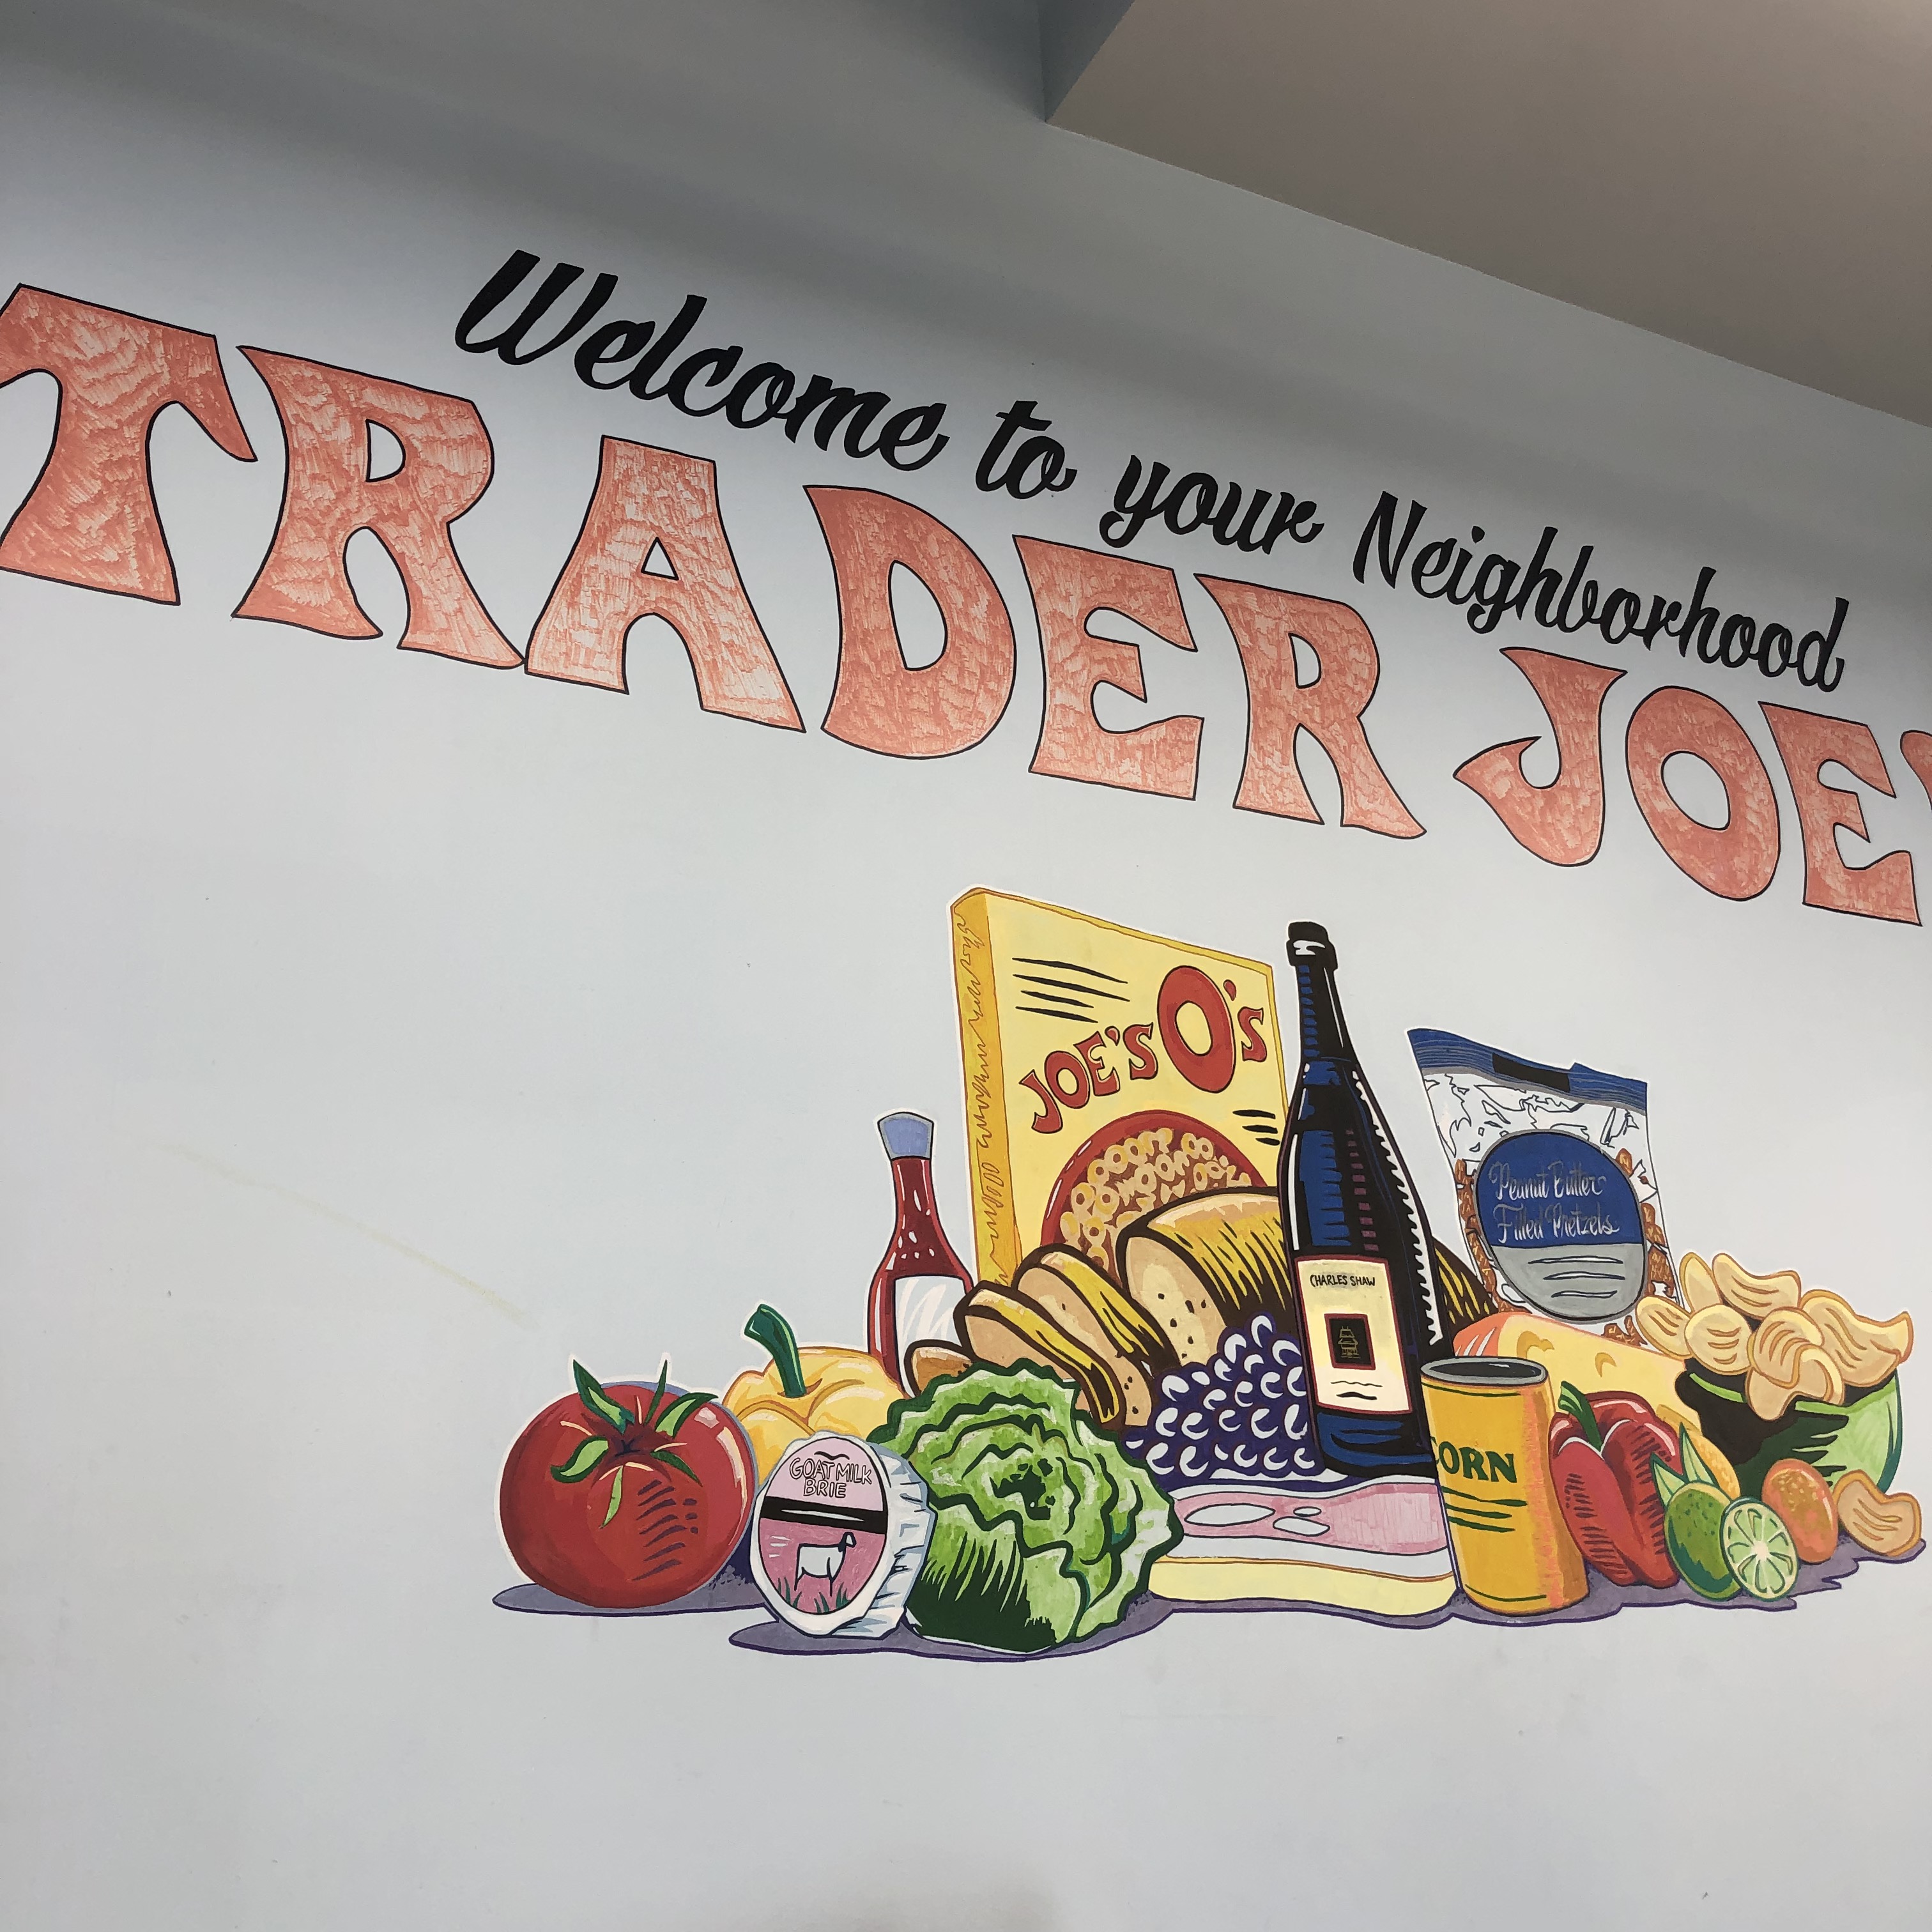 Welcome to your Neighborhood
TRADER JOE'
JOE'S O's
Peanut Butter
Filled Pretzels
CHARLES SHAW
CORN
GOAT MILK
BRIE